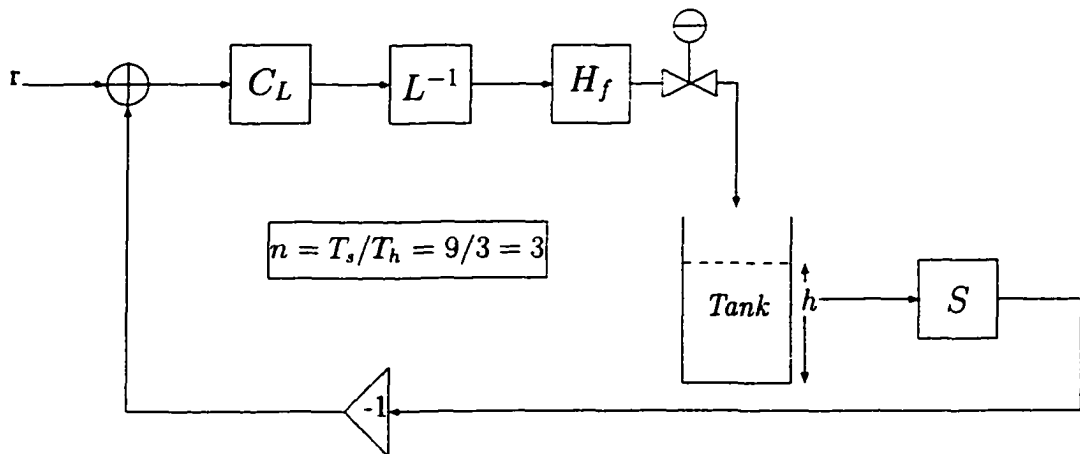 r
C_L
L^{-1}
H_f
n = T_s/T_h = 9/3 = 3
Tank
h
S
-1